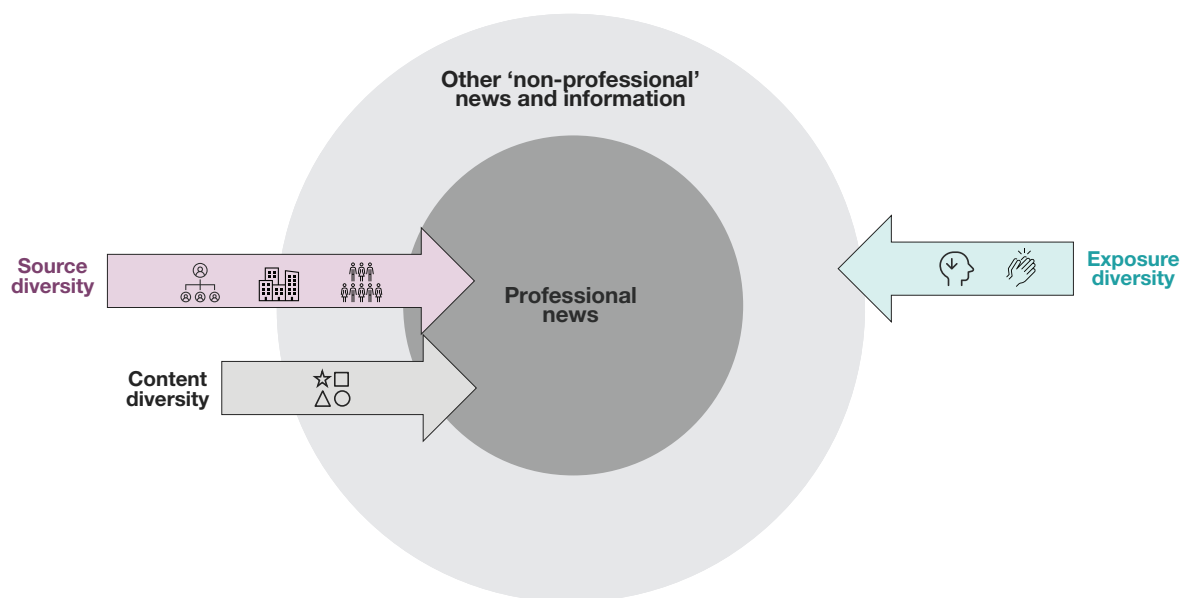 Other ‘non-professional’
news and information
Source
diversity
Professional
news
Exposure
diversity
Content
diversity